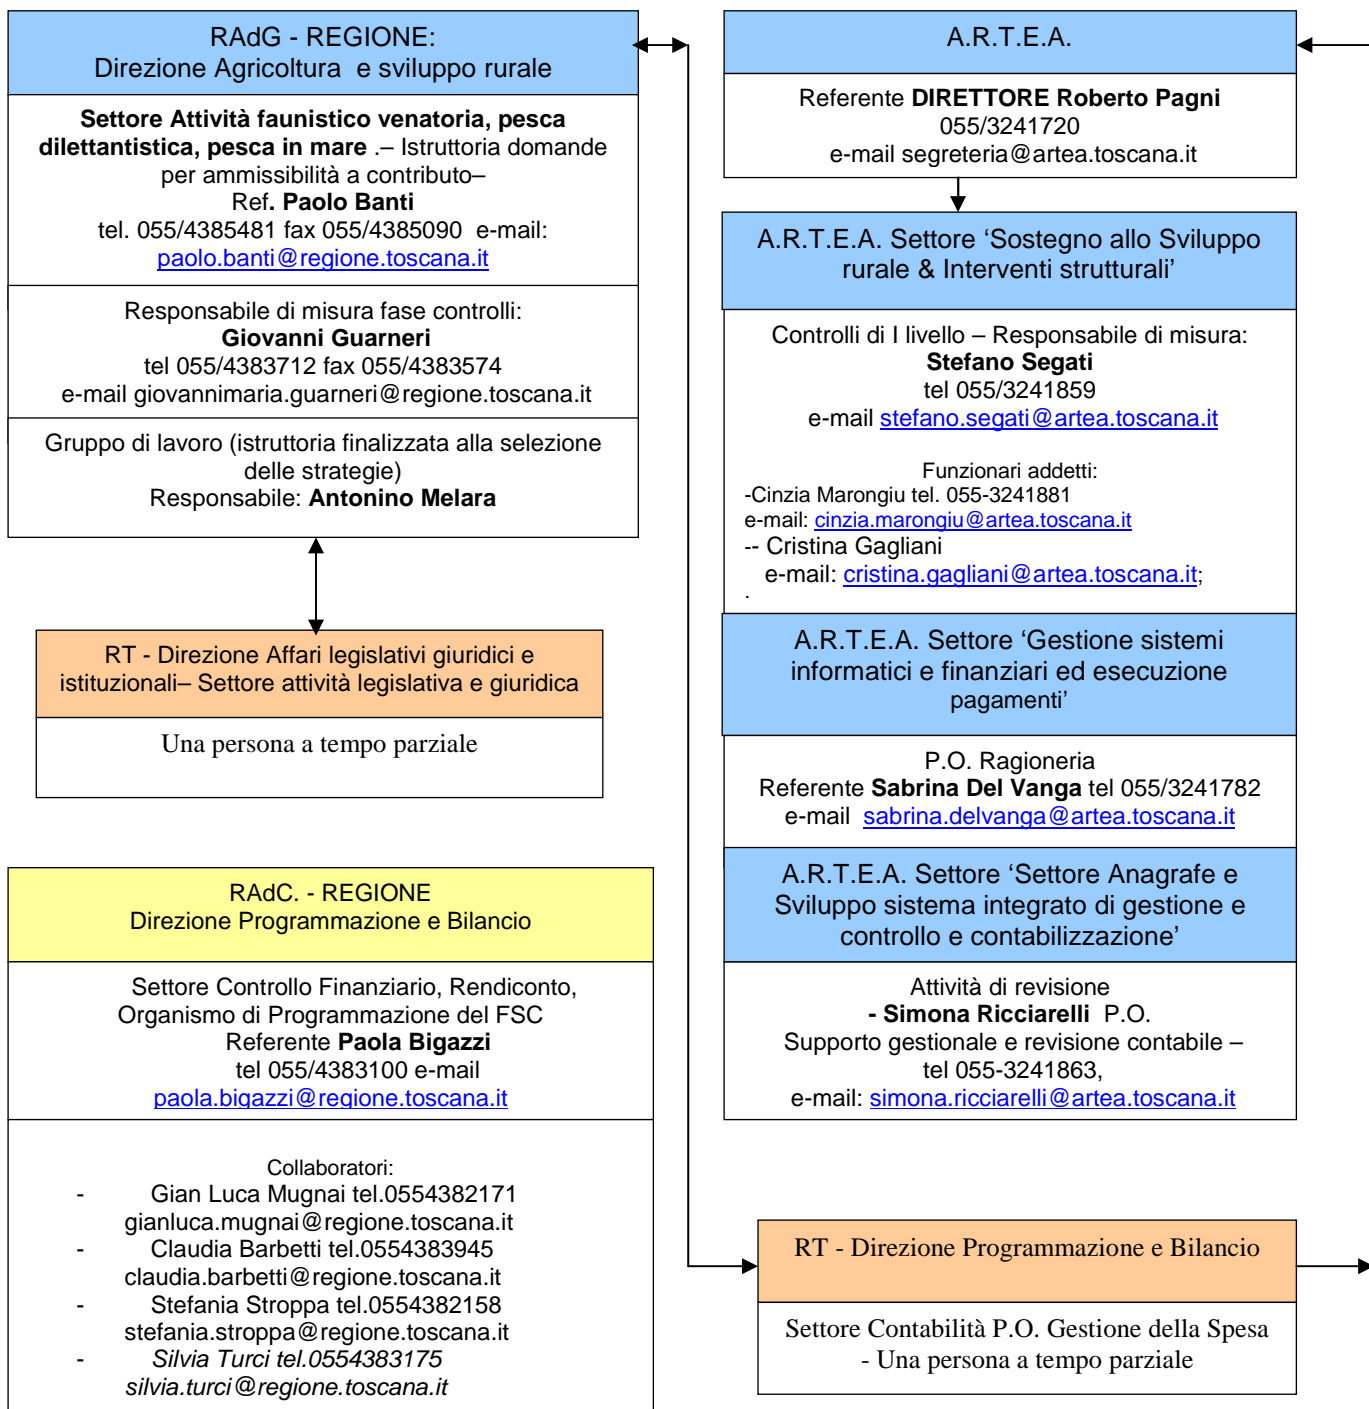 RAdG - REGIONE:
Direzione Agricoltura e sviluppo rurale
Settore Attività faunistico venatoria, pesca
dilettantistica, pesca in mare .– Istruttoria domande
per ammissibilità a contributo–
Ref. Paolo Banti
tel. 055/4385481 fax 055/4385090 e-mail:
paolo.banti@regione.toscana.it
Responsabile di misura fase controlli:
Giovanni Guarneri
tel 055/4383712 fax 055/4383574
e-mail giovannimaria.guarneri@regione.toscana.it
Gruppo di lavoro (istruttoria finalizzata alla selezione
delle strategie)
Responsabile: Antonino Melara
RT - Direzione Affari legislativi giuridici e
istituzionali– Settore attività legislativa e giuridica
Una persona a tempo parziale
RAdC. - REGIONE
Direzione Programmazione e Bilancio
Settore Controllo Finanziario, Rendiconto,
Organismo di Programmazione del FSC
Referente Paola Bigazzi
tel 055/4383100 e-mail
paola.bigazzi@regione.toscana.it
Collaboratori:
- Gian Luca Mugnai tel.0554382171
gianluca.mugnai@regione.toscana.it
- Claudia Barbetti tel.0554383945
claudia.barbetti@regione.toscana.it
- Stefania Stroppa tel.0554382158
stefania.stroppa@regione.toscana.it
- Silvia Turci tel.0554383175
silvia.turci@regione.toscana.it
A.R.T.E.A.
Referente DIRETTORE Roberto Pagni
055/3241720
e-mail segreteria@artea.toscana.it
A.R.T.E.A. Settore ‘Sostegno allo Sviluppo
rurale & Interventi strutturali’
Controlli di I livello – Responsabile di misura:
Stefano Segati
tel 055/3241859
e-mail stefano.segati@artea.toscana.it
Funzionari addetti:
-Cinzia Marongiu tel. 055-3241881
e-mail: cinzia.marongiu@artea.toscana.it
-- Cristina Gagliani
e-mail: cristina.gagliani@artea.toscana.it;
.
A.R.T.E.A. Settore ‘Gestione sistemi
informatici e finanziari ed esecuzione
pagamenti’
P.O. Ragioneria
Referente Sabrina Del Vanga tel 055/3241782
e-mail sabrina.delvanga@artea.toscana.it
A.R.T.E.A. Settore ‘Settore Anagrafe e
Sviluppo sistema integrato di gestione e
controllo e contabilizzazione’
Attività di revisione
- Simona Ricciarelli P.O.
Supporto gestionale e revisione contabile –
tel 055-3241863,
e-mail: simona.ricciarelli@artea.toscana.it
RT - Direzione Programmazione e Bilancio
Settore Contabilità P.O. Gestione della Spesa
- Una persona a tempo parziale